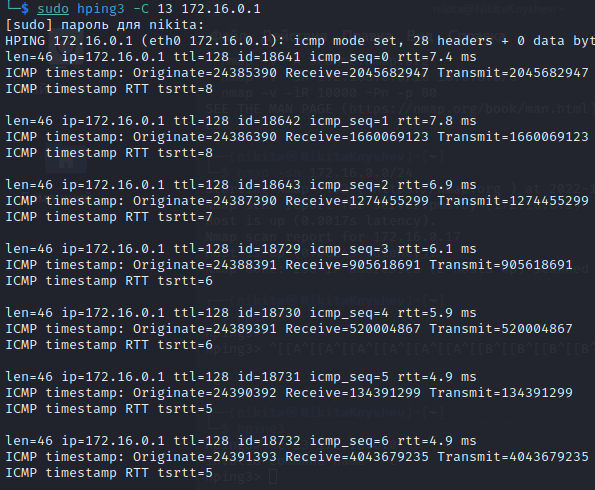 └─$ sudo hping3 -C 13 172.16.0.1
[sudo] пароль для nikita:
HPING 172.16.0.1 (eth0 172.16.0.1): icmp mode set, 28 headers + 0 data byt
len=46 ip=172.16.0.1 ttl=128 id=18641 icmp_seq=0 rtt=7.4 ms
ICMP timestamp: Originate=24385390 Receive=2045682947 Transmit=2045682947
ICMP timestamp RTT tsrtt=8
len=46 ip=172.16.0.1 ttl=128 id=18642 icmp_seq=1 rtt=7.8 ms
ICMP timestamp: Originate=24386390 Receive=1660069123 Transmit=1660069123
ICMP timestamp RTT tsrtt=8
len=46 ip=172.16.0.1 ttl=128 id=18643 icmp_seq=2 rtt=6.9 ms
ICMP timestamp: Originate=24387390 Receive=1274455299 Transmit=1274455299
ICMP timestamp RTT tsrtt=7
len=46 ip=172.16.0.1 ttl=128 id=18729 icmp_seq=3 rtt=6.1 ms
ICMP timestamp: Originate=24388391 Receive=905618691 Transmit=905618691
ICMP timestamp RTT tsrtt=6
len=46 ip=172.16.0.1 ttl=128 id=18730 icmp_seq=4 rtt=5.9 ms
ICMP timestamp: Originate=24389391 Receive=520004867 Transmit=520004867
ICMP timestamp RTT tsrtt=6
len=46 ip=172.16.0.1 ttl=128 id=18731 icmp_seq=5 rtt=4.9 ms
ICMP timestamp: Originate=24390392 Receive=134391299 Transmit=134391299
ICMP timestamp RTT tsrtt=5
len=46 ip=172.16.0.1 ttl=128 id=18732 icmp_seq=6 rtt=4.9 ms
ICMP timestamp: Originate=24391393 Receive=4043679235 Transmit=4043679235
ICMP timestamp RTT tsrtt=5